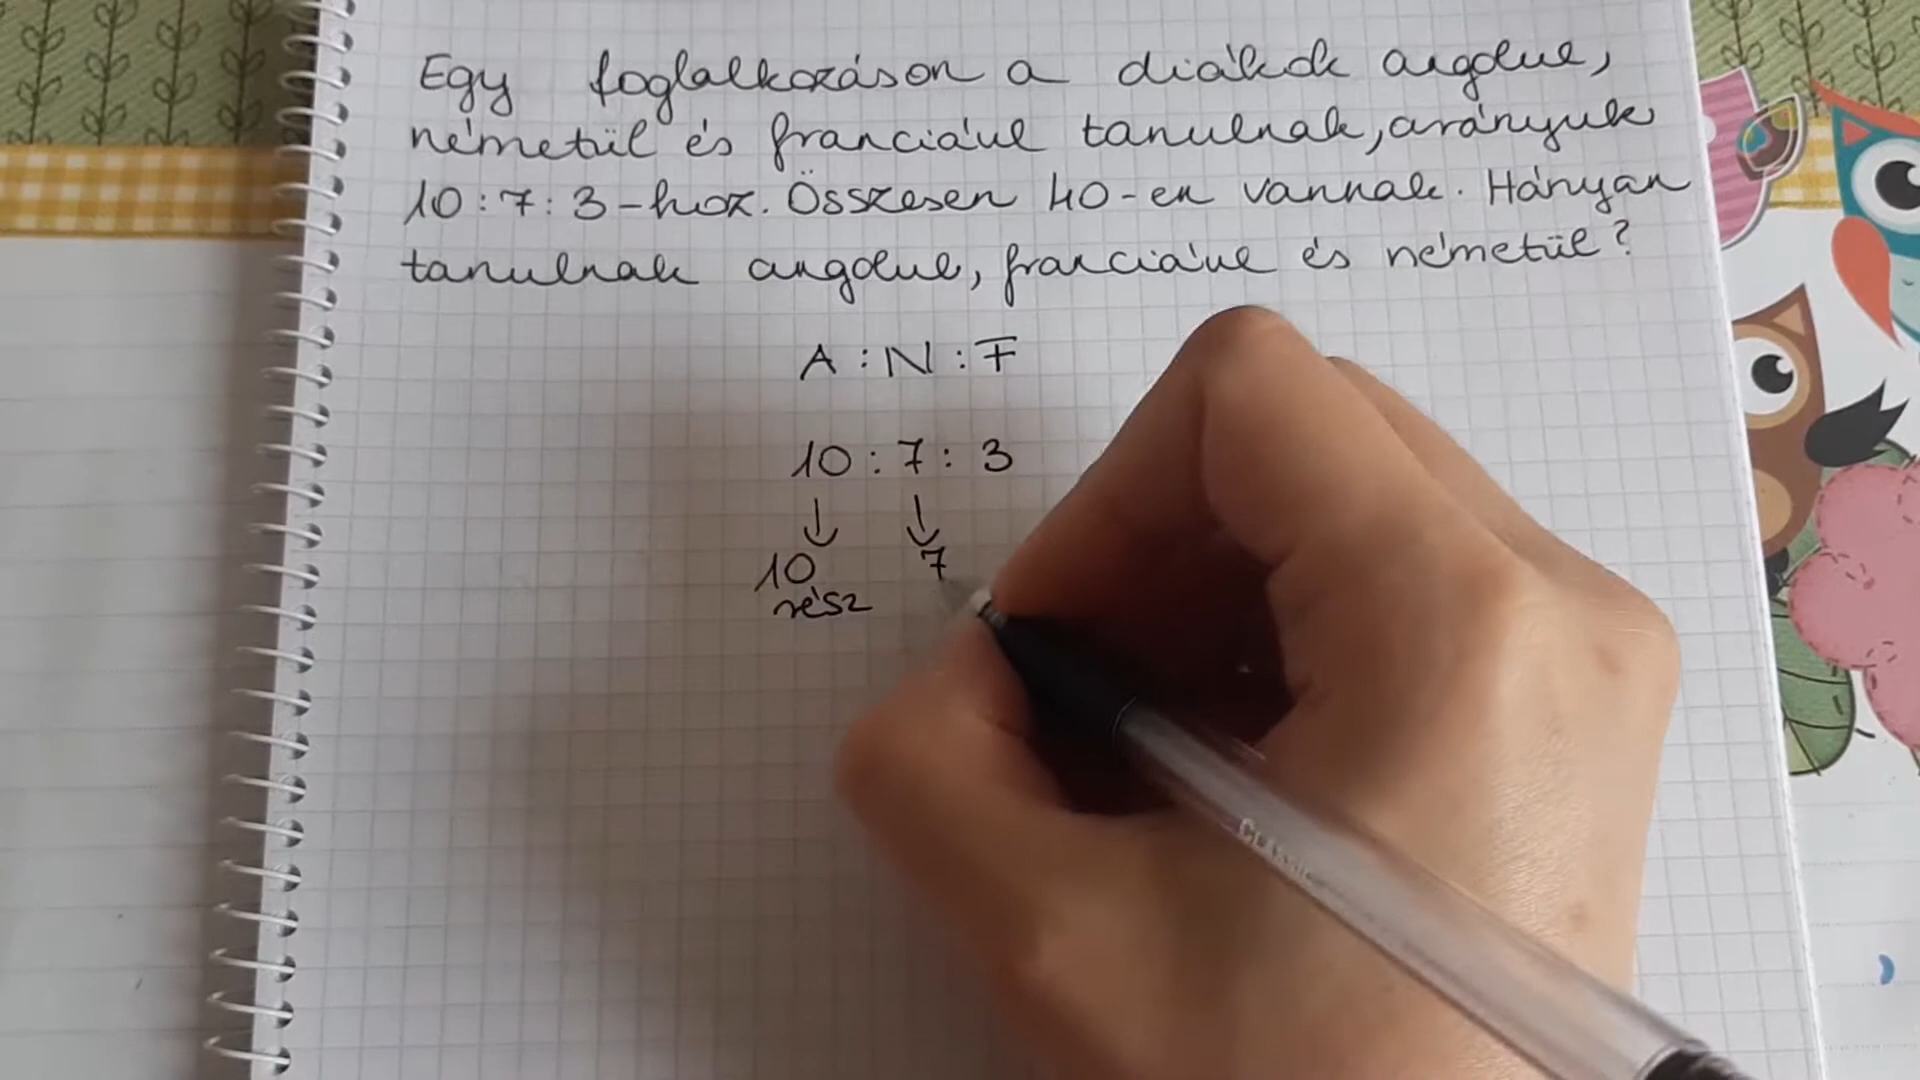 Egy foglalkozáson a diákok angolul,
németül és franciául tanulnak, arányuk
10:7:3-hoz. Összesen 40-en vannak. Hányan
tanulnak angolul, franciául és németül?
A : N : F
10 : 7 : 3
10 7
rész